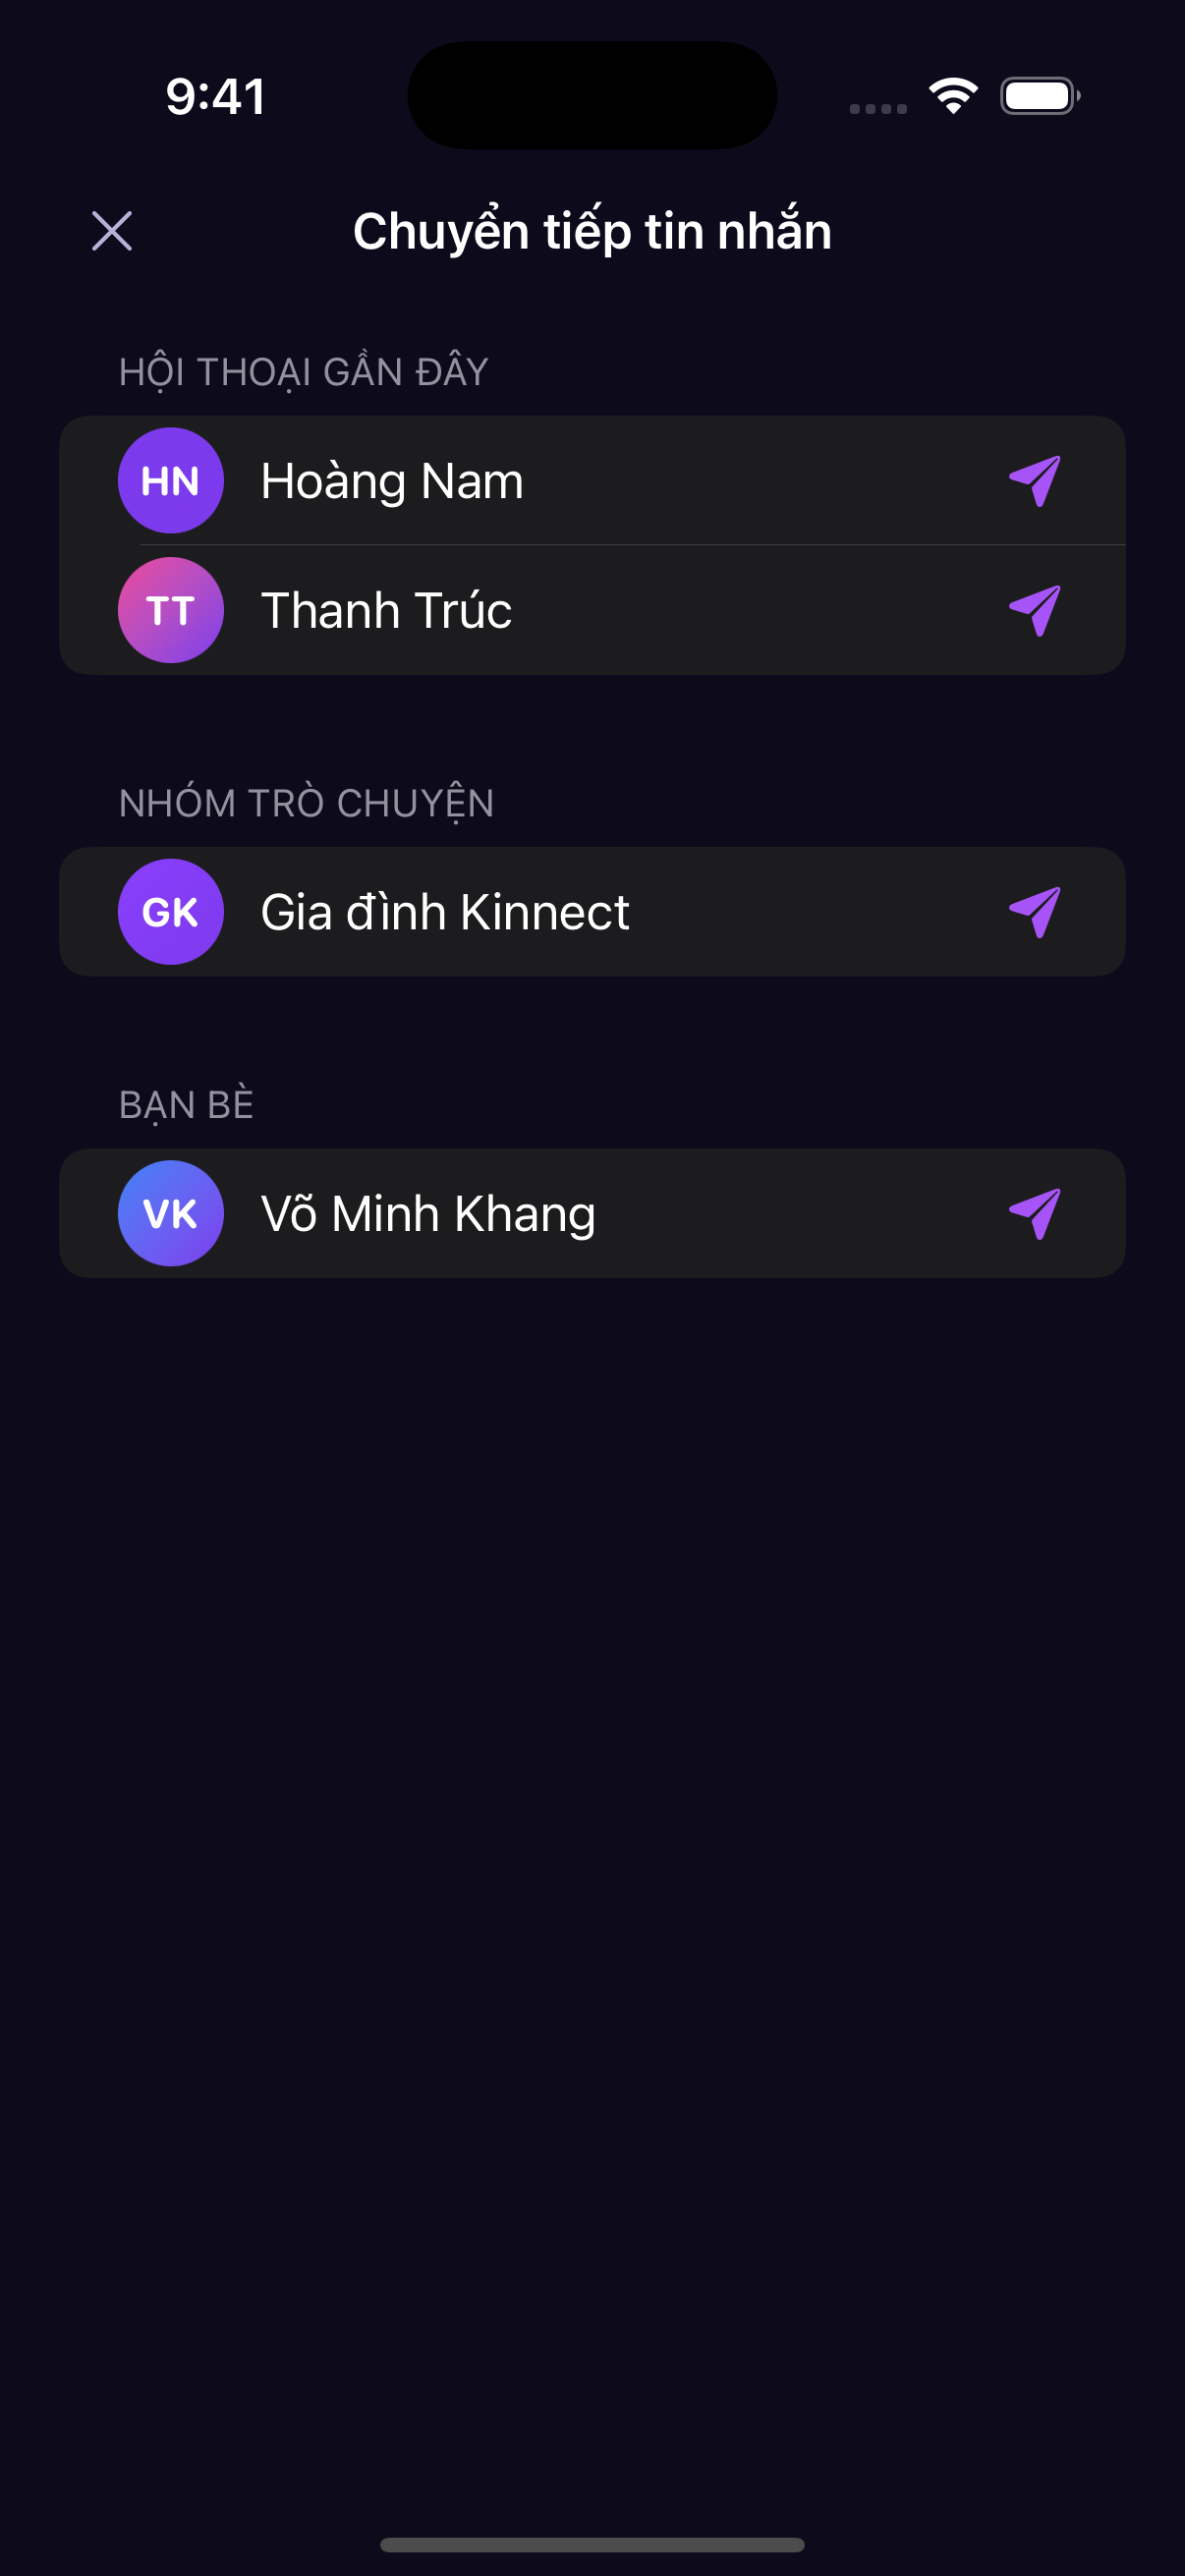 9:41
Chuyển tiếp tin nhắn
HỘI THOẠI GẦN ĐÂY
HN Hoàng Nam
TT Thanh Trúc
NHÓM TRÒ CHUYỆN
GK Gia đình Kinnect
BẠN BÈ
VK Võ Minh Khang